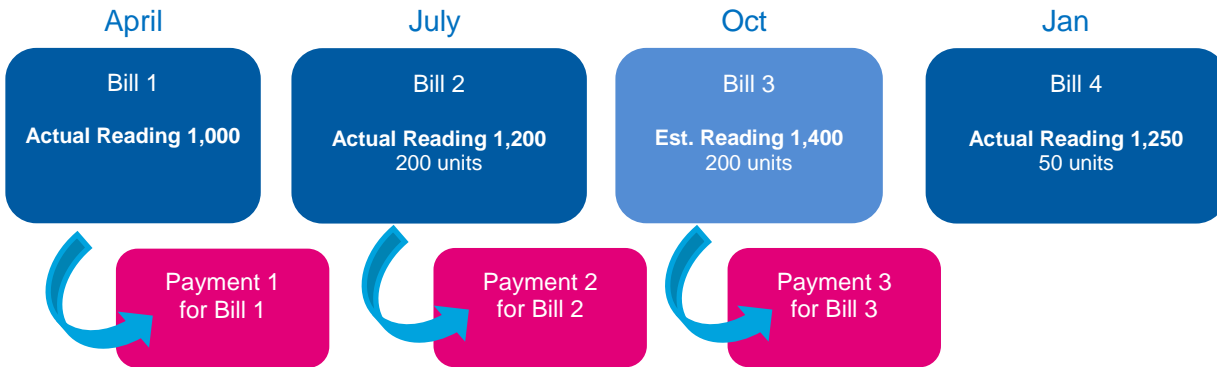 April
July
Oct
Jan
Bill 1
Actual Reading 1,000
Bill 2
Actual Reading 1,200
200 units
Bill 3
Est. Reading 1,400
200 units
Bill 4
Actual Reading 1,250
50 units
Payment 1
for Bill 1
Payment 2
for Bill 2
Payment 3
for Bill 3